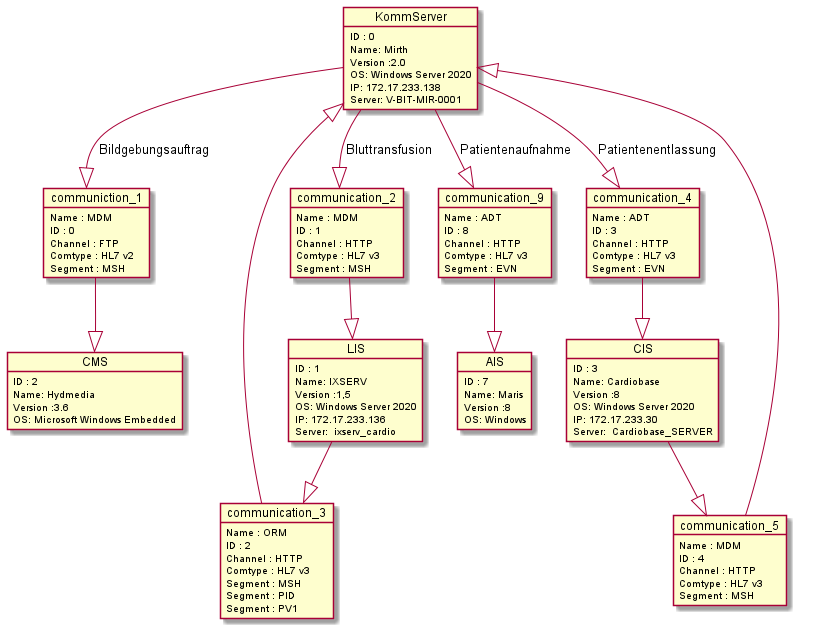 KommServer
ID : 0
Name: Mirth
Version :2.0
OS: Windows Server 2020
IP: 172.17.233.138
Server: V-BIT-MIR-0001
Bildgebungsauftrag
Bluttransfusion
Patientenaufnahme
Patientenentlassung
communiction_1
Name : MDM
ID : 0
Channel : FTP
Comtype : HL7 v2
Segment : MSH
communication_2
Name : MDM
ID : 1
Channel : HTTP
Comtype : HL7 v3
Segment : MSH
communication_9
Name : ADT
ID : 8
Channel : HTTP
Comtype : HL7 v3
Segment : EVN
communication_4
Name : ADT
ID : 3
Channel : HTTP
Comtype : HL7 v3
Segment : EVN
CMS
ID : 2
Name: Hydmedia
Version :3.6
OS: Microsoft Windows Embedded
LIS
ID : 1
Name: IXSERV
Version :1,5
OS: Windows Server 2020
IP: 172.17.233.136
Server: ixserv_cardio
AIS
ID : 7
Name: Maris
Version :8
OS: Windows
CIS
ID : 3
Name: Cardiobase
Version :8
OS: Windows Server 2020
IP: 172.17.233.30
Server: Cardiobase_SERVER
communication_3
Name : ORM
ID : 2
Channel : HTTP
Comtype : HL7 v3
Segment : MSH
Segment : PID
Segment : PV1
communication_5
Name : MDM
ID : 4
Channel : HTTP
Comtype : HL7 v3
Segment : MSH